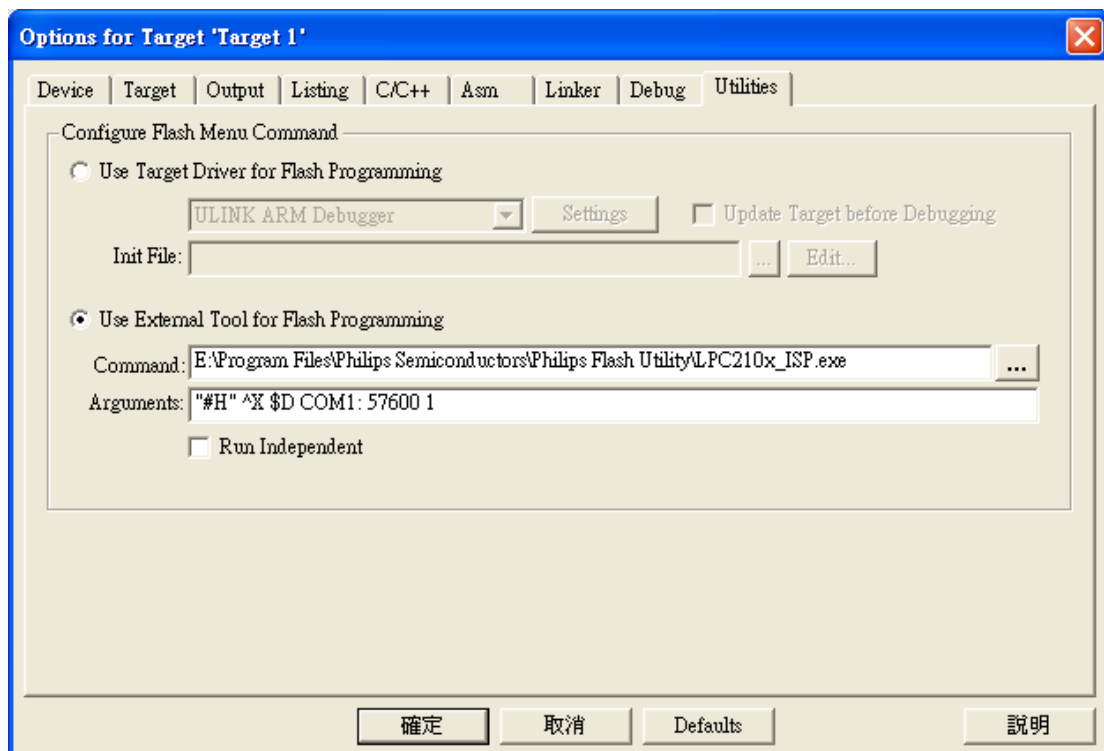 Options for Target 'Target 1'
Device Target Output Listing C/C++ Asm Linker Debug Utilities
Configure Flash Menu Command
Use Target Driver for Flash Programming
ULINK ARM Debugger Settings Update Target before Debugging
Init File: ... Edit...
Use External Tool for Flash Programming
Command: E:\Program Files\Philips Semiconductors\Philips Flash Utility\LPC210x_ISP.exe ...
Arguments: "#H" ^X $D COM1: 57600 1
Run Independent
確定 取消 Defaults 說明